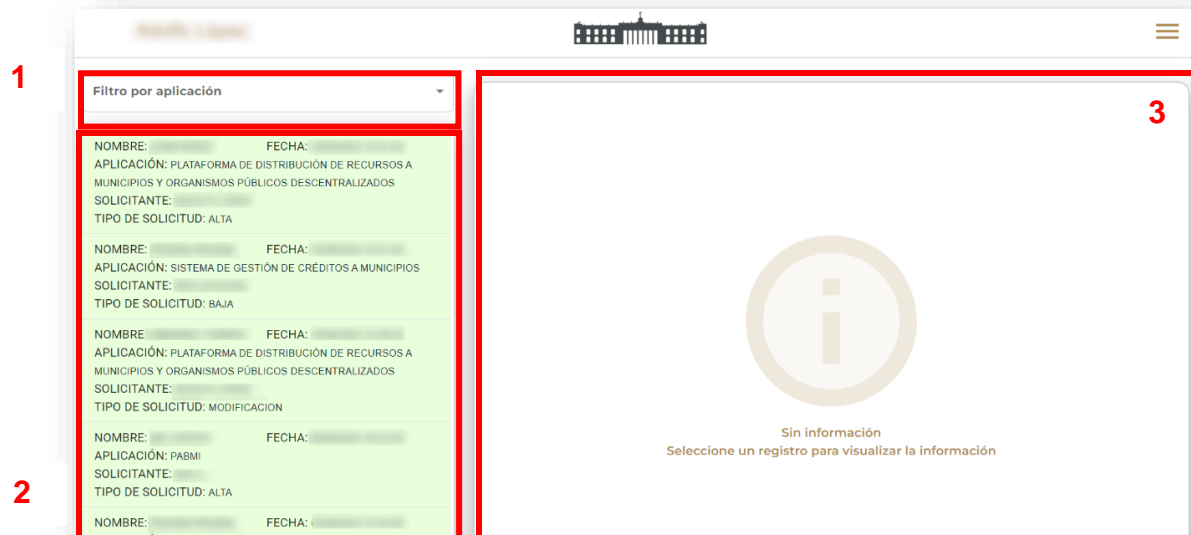 1
Filtro por aplicación
3
NOMBRE: FECHA:
APLICACIÓN: PLATAFORMA DE DISTRIBUCIÓN DE RECURSOS A
MUNICIPIOS Y ORGANISMOS PÚBLICOS DESCENTRALIZADOS
SOLICITANTE:
TIPO DE SOLICITUD: ALTA
NOMBRE: FECHA:
APLICACIÓN: SISTEMA DE GESTIÓN DE CRÉDITOS A MUNICIPIOS
SOLICITANTE:
TIPO DE SOLICITUD: BAJA
NOMBRE FECHA:
APLICACIÓN: PLATAFORMA DE DISTRIBUCIÓN DE RECURSOS A
MUNICIPIOS Y ORGANISMOS PÚBLICOS DESCENTRALIZADOS
SOLICITANTE:
TIPO DE SOLICITUD: MODIFICACION
NOMBRE: FECHA:
APLICACIÓN: PABMI
SOLICITANTE:
TIPO DE SOLICITUD: ALTA
2
NOMBRE: FECHA:
Sin información
Seleccione un registro para visualizar la información